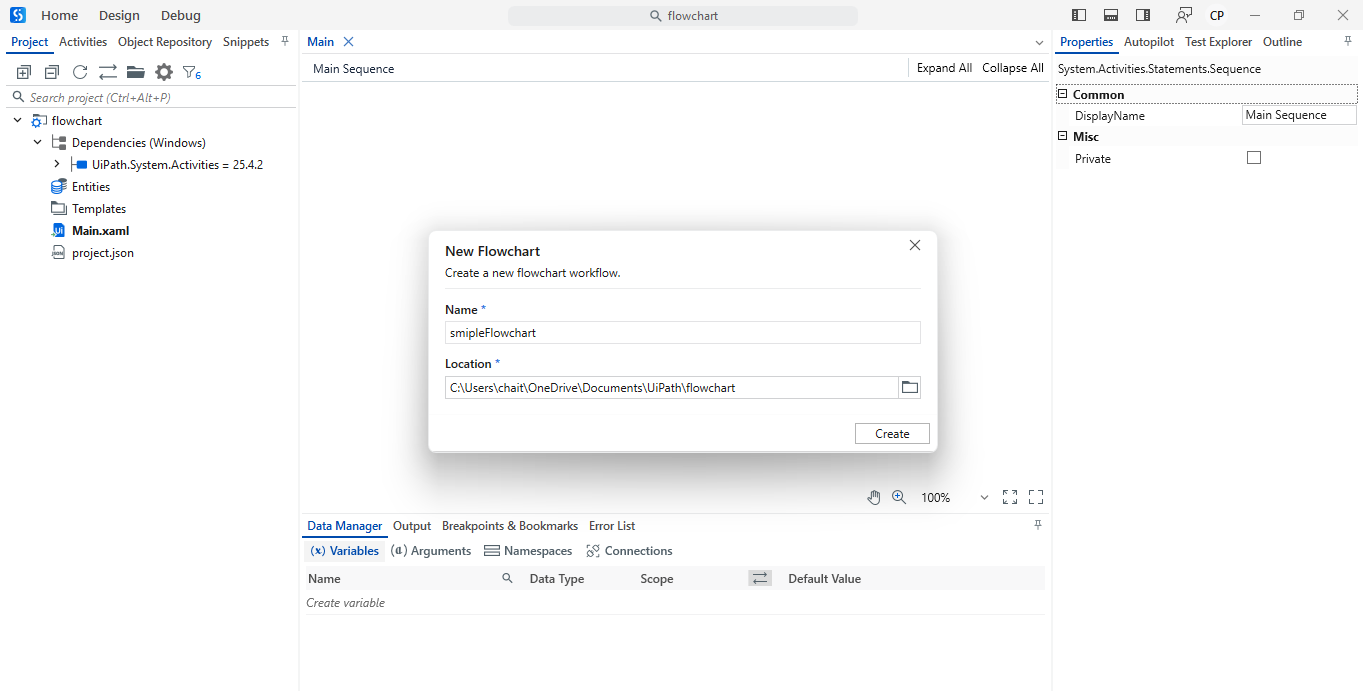 Home Design Debug
flowchart
CP
Project Activities Object Repository Snippets
6
Search project (Ctrl+Alt+P)
flowchart
Dependencies (Windows)
UiPath.System.Activities = 25.4.2
Entities
Templates
Main.xaml
project.json
Main
Main Sequence
Expand All Collapse All
New Flowchart
Create a new flowchart workflow.
Name *
smipleFlowchart
Location *
C:\Users\chait\OneDrive\Documents\UiPath\flowchart
Create
100%
Data Manager Output Breakpoints & Bookmarks Error List
(x) Variables (a) Arguments Namespaces Connections
Name Data Type Scope Default Value
Create variable
Properties Autopilot Test Explorer Outline
System.Activities.Statements.Sequence
Common
DisplayName Main Sequence
Misc
Private